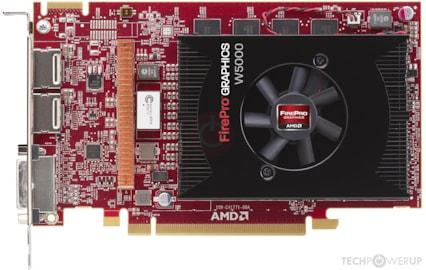 FirePro GRAPHICS W5000
FIREPRO
GRAPHICS
AMD
AMD
TECHPOWERUP